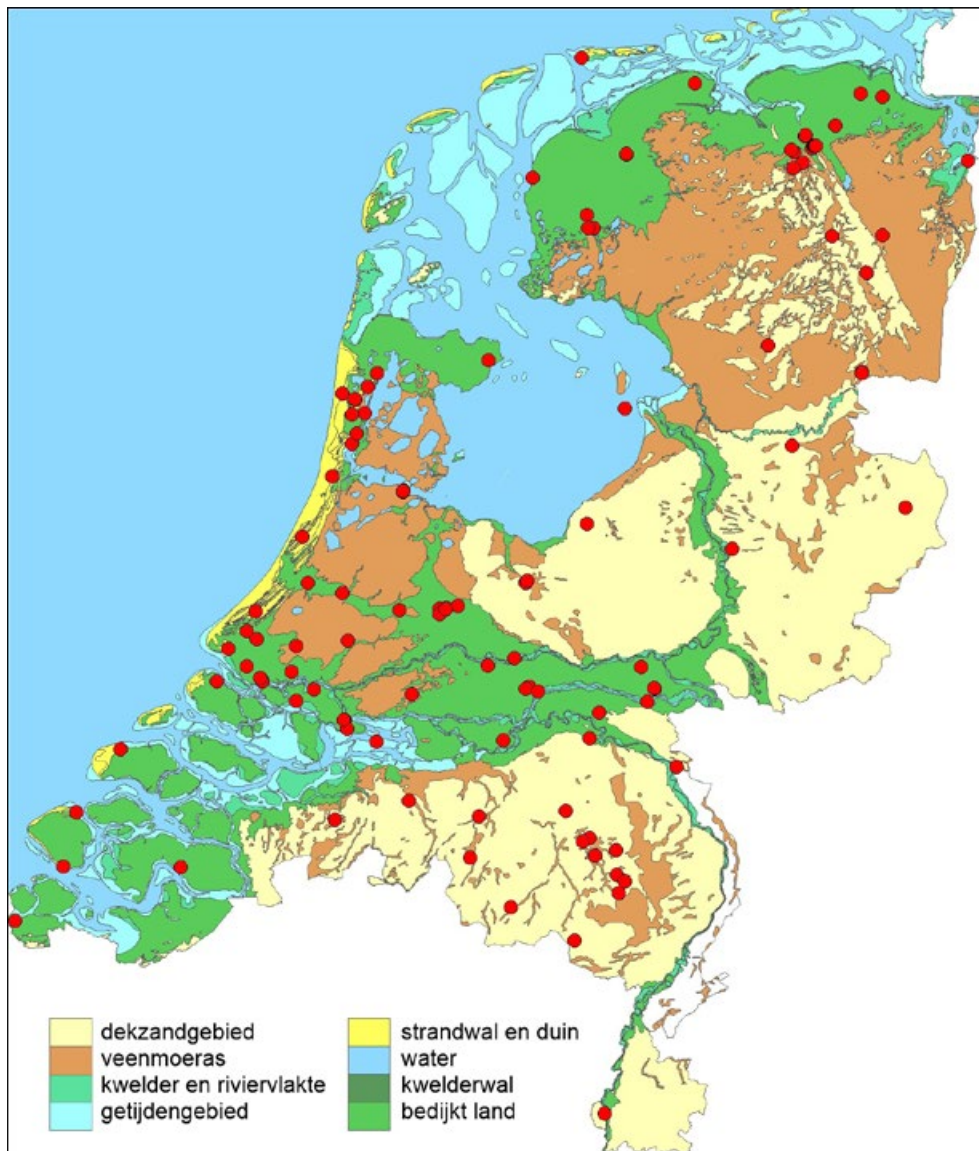 dekzandgebied
veenmoeras
kwelder en riviervlakte
getijdengebied
strandwal en duin
water
kwelderwal
bedijkt land